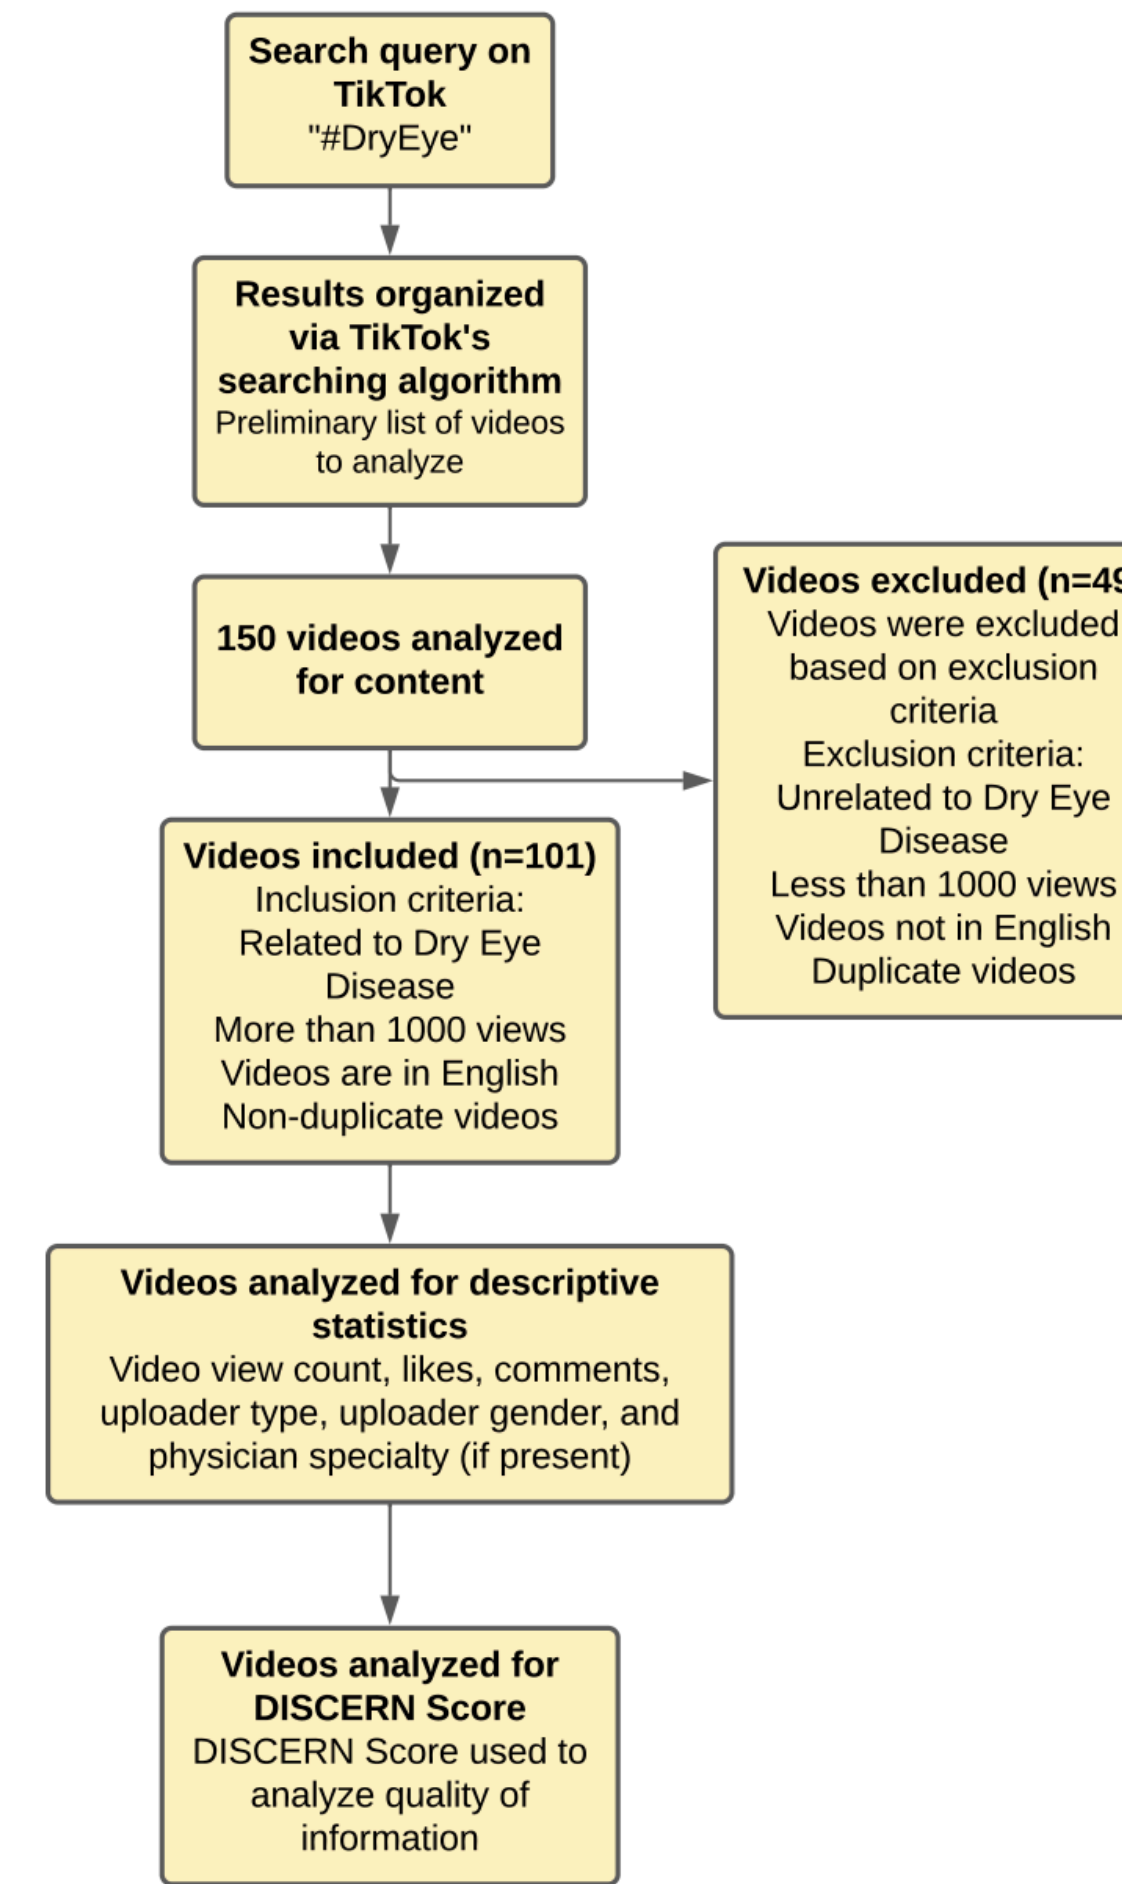 Search query on
TikTok
"#DryEye"
Results organized
via TikTok's
searching algorithm
Preliminary list of videos
to analyze
150 videos analyzed
for content
Videos excluded (n=49
Videos were excluded
based on exclusion
criteria
Exclusion criteria:
Unrelated to Dry Eye
Disease
Less than 1000 views
Videos not in English
Duplicate videos
Videos included (n=101)
Inclusion criteria:
Related to Dry Eye
Disease
More than 1000 views
Videos are in English
Non-duplicate videos
Videos analyzed for descriptive
statistics
Video view count, likes, comments,
uploader type, uploader gender, and
physician specialty (if present)
Videos analyzed for
DISCERN Score
DISCERN Score used to
analyze quality of
information